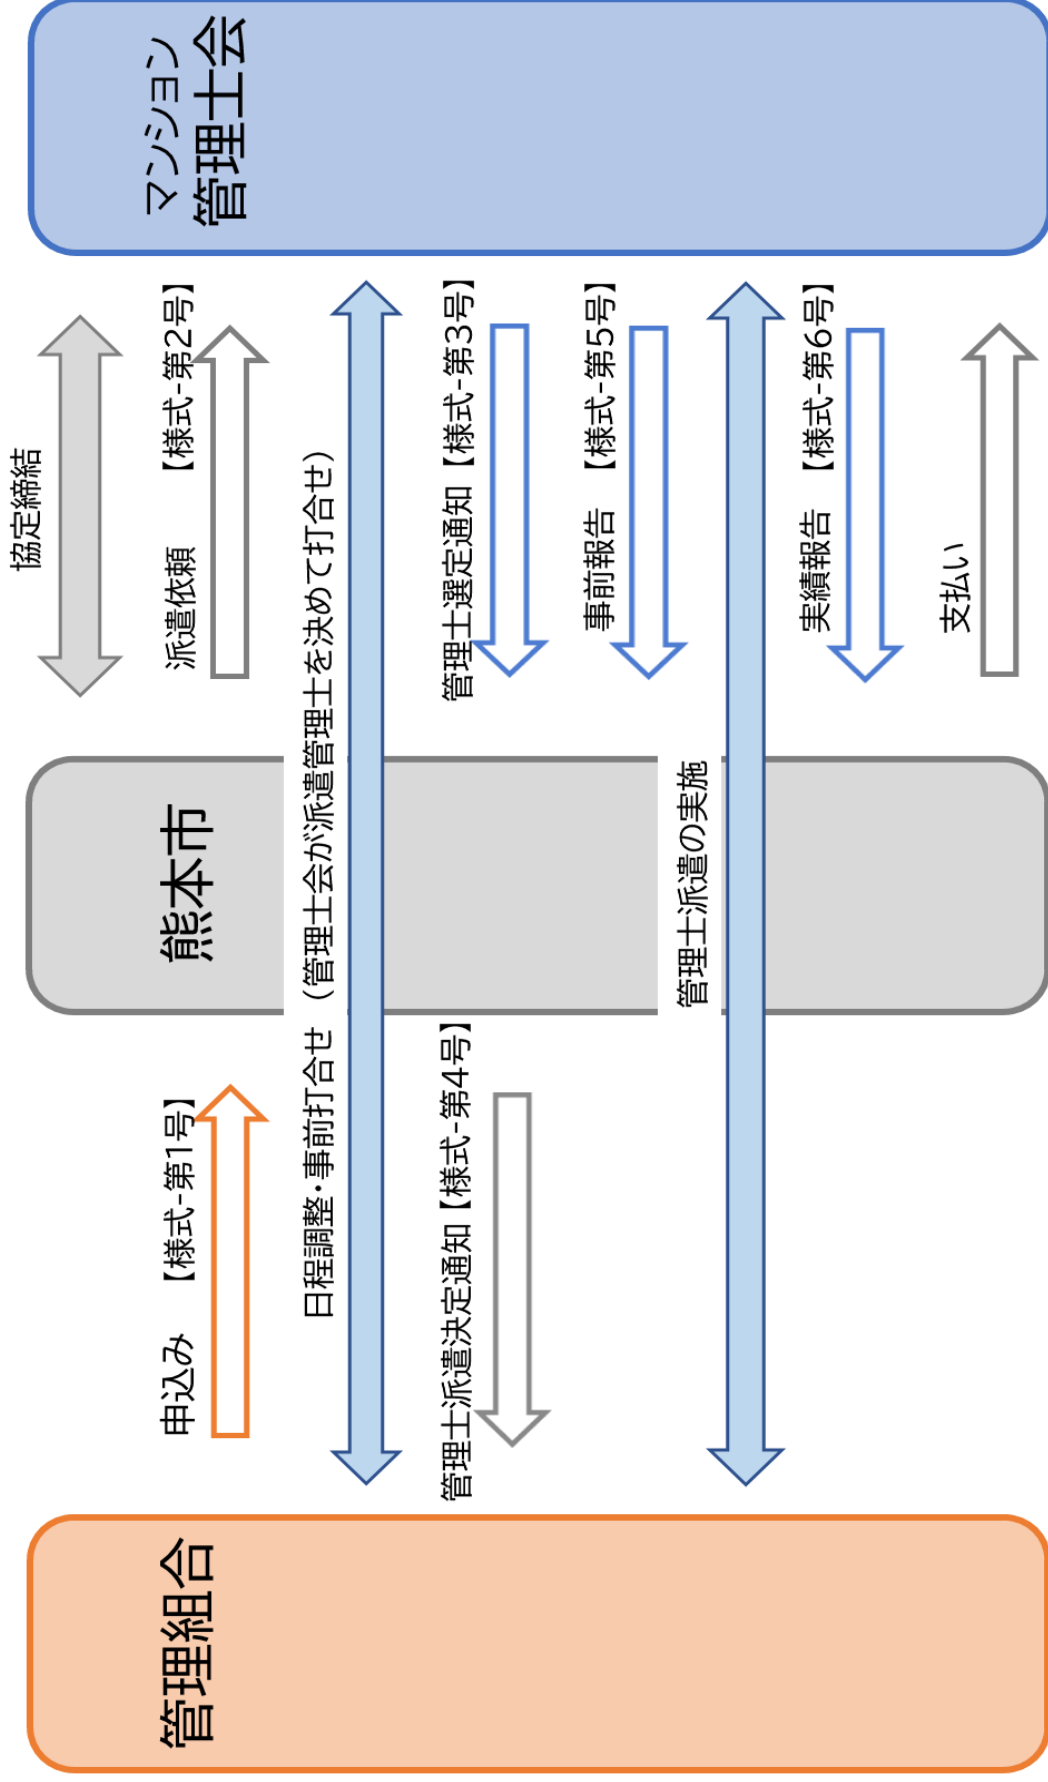 管理組合
熊本市
マンション
管理士会
協定締結
申込み 【様式-第1号】
派遣依頼 【様式-第2号】
日程調整・事前打合せ （管理士会が派遣管理士を決めて打合せ）
管理士派遣決定通知【様式-第4号】
管理士選定通知【様式-第3号】
事前報告 【様式-第5号】
管理士派遣の実施
実績報告 【様式-第6号】
支払い